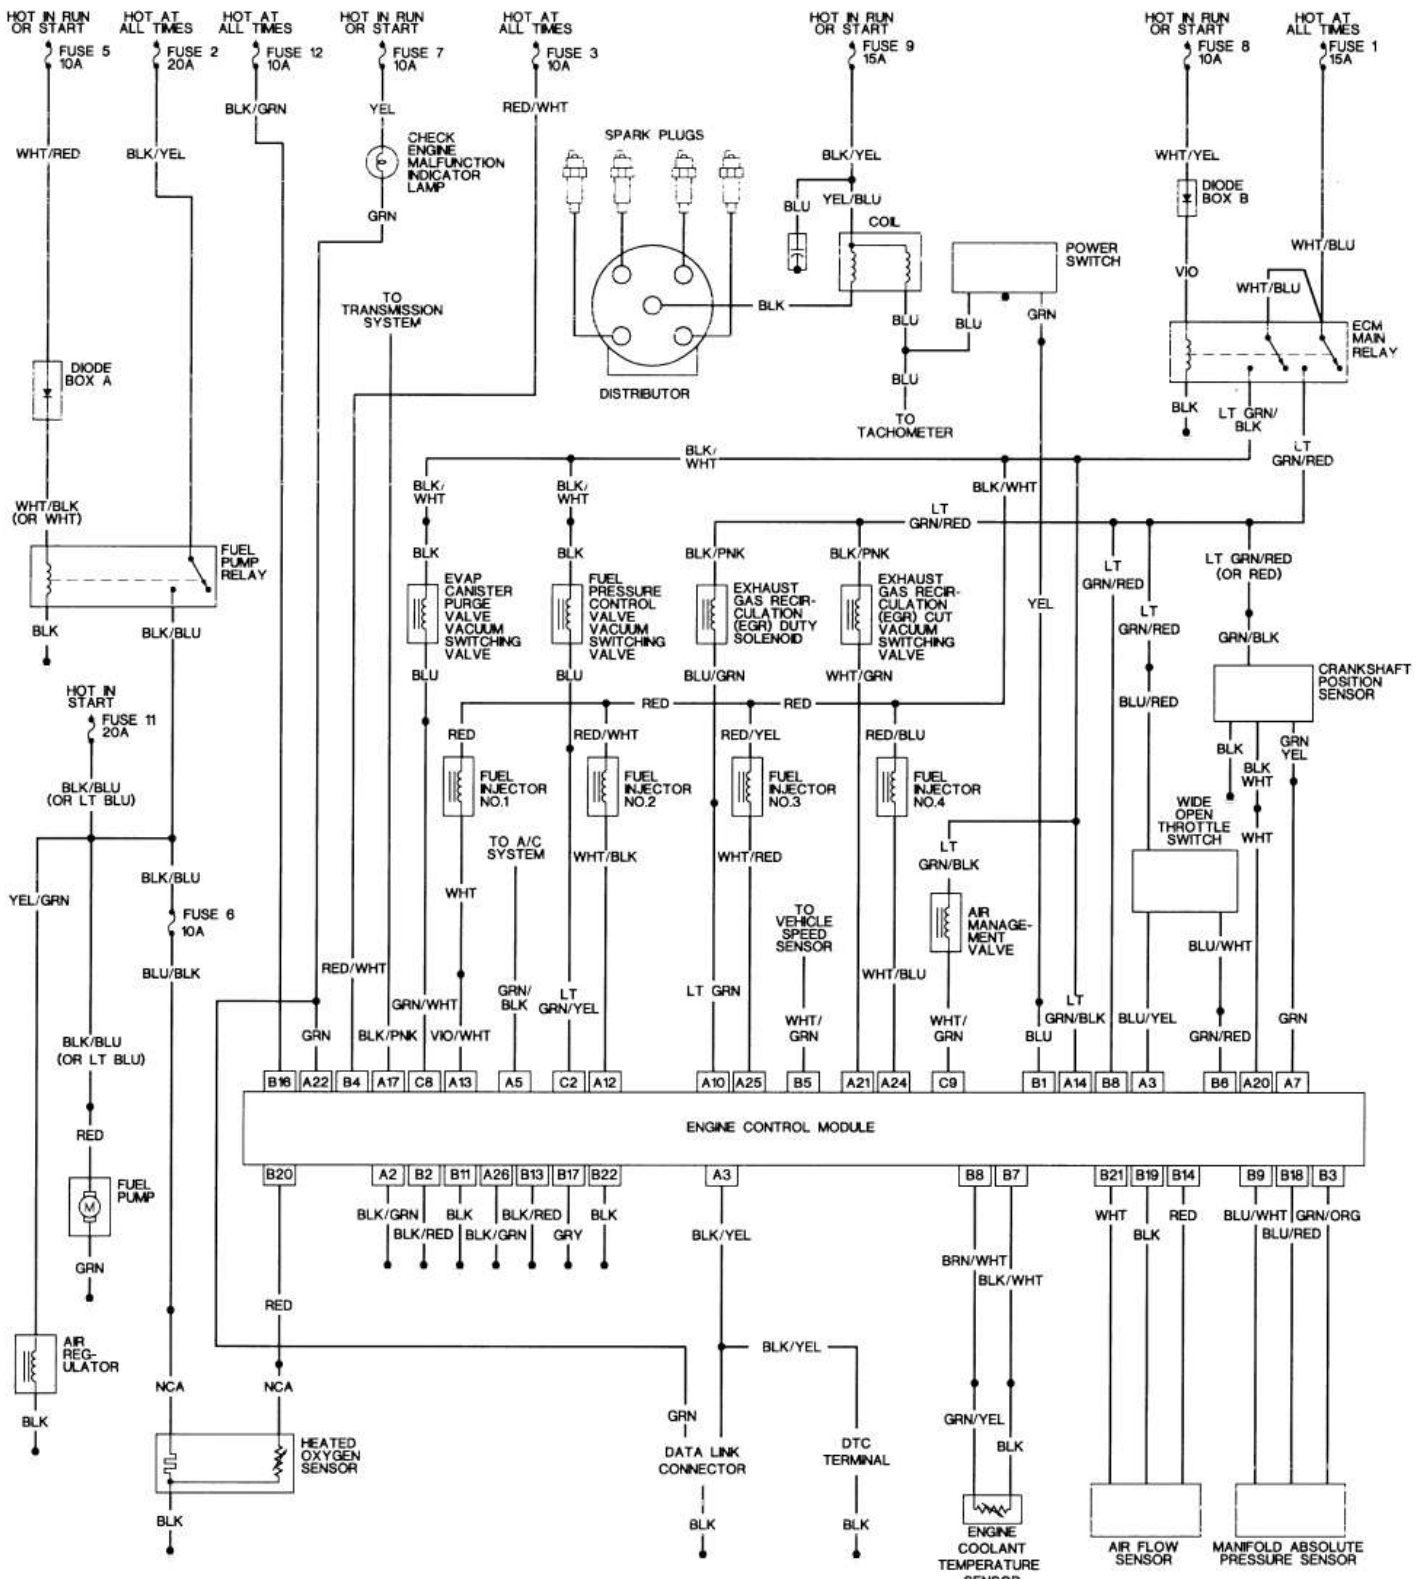 HOT IN RUN
OR START
HOT AT
ALL TIMES
HOT AT
ALL TIMES
HOT IN RUN
OR START
HOT AT
ALL TIMES
HOT IN RUN
OR START
HOT IN RUN
OR START
HOT AT
ALL TIMES
FUSE 5
10A
FUSE 2
20A
FUSE 12
10A
FUSE 7
10A
FUSE 3
10A
FUSE 9
15A
FUSE 8
10A
FUSE 1
15A
BLK/GRN
YEL
RED/WHT
WHT/RED
BLK/YEL
CHECK
ENGINE
MALFUNCTION
INDICATOR
LAMP
GRN
SPARK PLUGS
BLK/YEL
BLU
YEL/BLU
COIL
POWER
SWITCH
WHT/YEL
DIODE
BOX B
VIO
WHT/BLU
WHT/BLU
TO
TRANSMISSION
SYSTEM
BLK
BLU
BLU
GRN
ECM
MAIN
RELAY
DIODE
BOX A
DISTRIBUTOR
BLU
TO
TACHOMETER
BLK
LT GRN/
BLK
LT
GRN/RED
BLK/
WHT
BLK/
WHT
BLK/
WHT
BLK/WHT
WHT/BLK
(OR WHT)
LT
GRN/RED
FUEL
PUMP
RELAY
BLK
BLK
BLK/PNK
BLK/PNK
LT
GRN/RED
LT GRN/RED
(OR RED)
EVAP
CANISTER
PURGE
VALVE
VACUUM
SWITCHING
VALVE
FUEL
PRESSURE
CONTROL
VALVE
VACUUM
SWITCHING
VALVE
EXHAUST
GAS RECIR-
CULATION
(EGR) DUTY
SOLENOID
EXHAUST
GAS RECIR-
CULATION
(EGR) CUT
VACUUM
SWITCHING
VALVE
YEL
LT
GRN/RED
GRN/BLK
BLK
BLK/BLU
BLU
BLU
BLU/GRN
WHT/GRN
CRANKSHAFT
POSITION
SENSOR
HOT IN
START
FUSE 11
20A
RED
RED
BLU/RED
RED
RED/WHT
RED/YEL
RED/BLU
BLK
BLK
WHT
GRN
YEL
BLK/BLU
(OR LT BLU)
FUEL
INJECTOR
NO.1
FUEL
INJECTOR
NO.2
FUEL
INJECTOR
NO.3
FUEL
INJECTOR
NO.4
WIDE
OPEN
THROTTLE
SWITCH
WHT
TO A/C
SYSTEM
WHT/BLK
WHT/RED
LT
GRN/BLK
YEL/GRN
BLK/BLU
WHT
FUSE 6
10A
TO
VEHICLE
SPEED
SENSOR
AIR
MANAGE-
MENT
VALVE
BLU/WHT
BLU/BLK
RED/WHT
GRN/WHT
GRN/
BLK
LT
GRN/YEL
LT GRN
WHT/BLU
LT
GRN/BLK
BLU/YEL
GRN/RED
GRN
BLK/BLU
(OR LT BLU)
GRN
BLK/PNK
VIO/WHT
WHT/
GRN
WHT/
GRN
BLU
B16 A22 B4 A17 C8 A13 A5 C2 A12 A10 A25 B5 A21 A24 C9 B1 A14 B8 A3 B6 A20 A7
ENGINE CONTROL MODULE
B20 A2 B2 B11 A26 B13 B17 B22 A3 B8 B7 B21 B19 B14 B9 B18 B3
RED
FUEL
PUMP
M
GRN
BLK/GRN
BLK/RED
BLK
BLK/GRN
BLK/RED
GRY
BLK
BLK/YEL
BRN/WHT
BLK/WHT
WHT
BLK
RED
BLU/WHT
BLU/RED
GRN/ORG
RED
AIR
REG-
ULATOR
BLK/YEL
BLK
NCA
NCA
GRN
GRN/YEL
BLK
HEATED
OXYGEN
SENSOR
DATA LINK
CONNECTOR
DTC
TERMINAL
BLK
BLK
BLK
ENGINE
COOLANT
TEMPERATURE
SENSOR
AIR FLOW
SENSOR
MANIFOLD ABSOLUTE
PRESSURE SENSOR